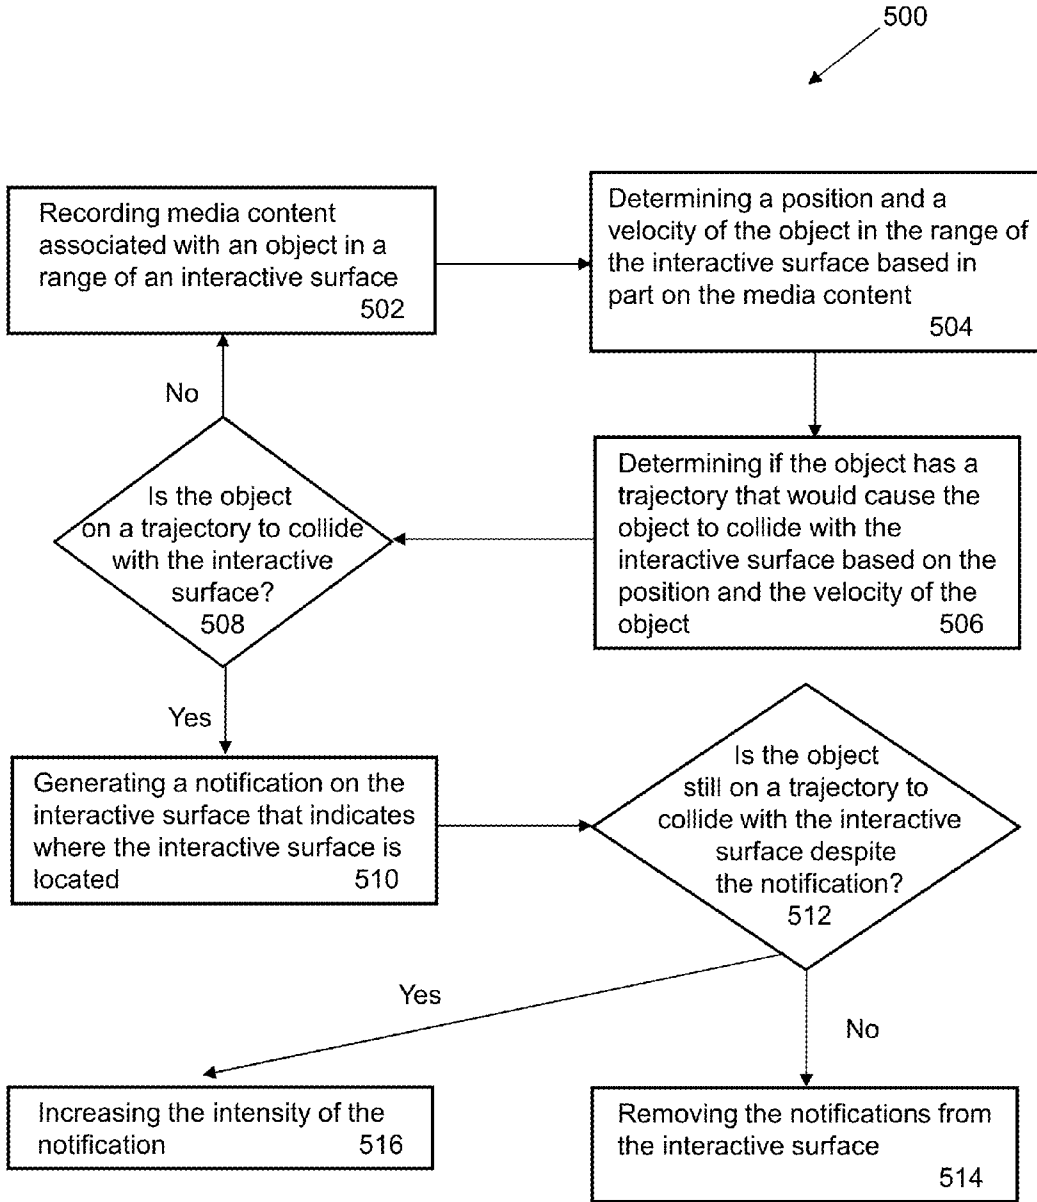 500
Recording media content
associated with an object in a
range of an interactive surface
502
Determining a position and a
velocity of the object in the range of
the interactive surface based in
part on the media content
504
No
Is the object
on a trajectory to collide
with the interactive
surface?
508
Determining if the object has a
trajectory that would cause the
object to collide with the
interactive surface based on the
position and the velocity of the
object 506
Yes
Generating a notification on the
interactive surface that indicates
where the interactive surface is
located 510
Is the object
still on a trajectory to
collide with the interactive
surface despite
the notification?
512
Yes
No
Increasing the intensity of the
notification 516
Removing the notifications from
the interactive surface
514